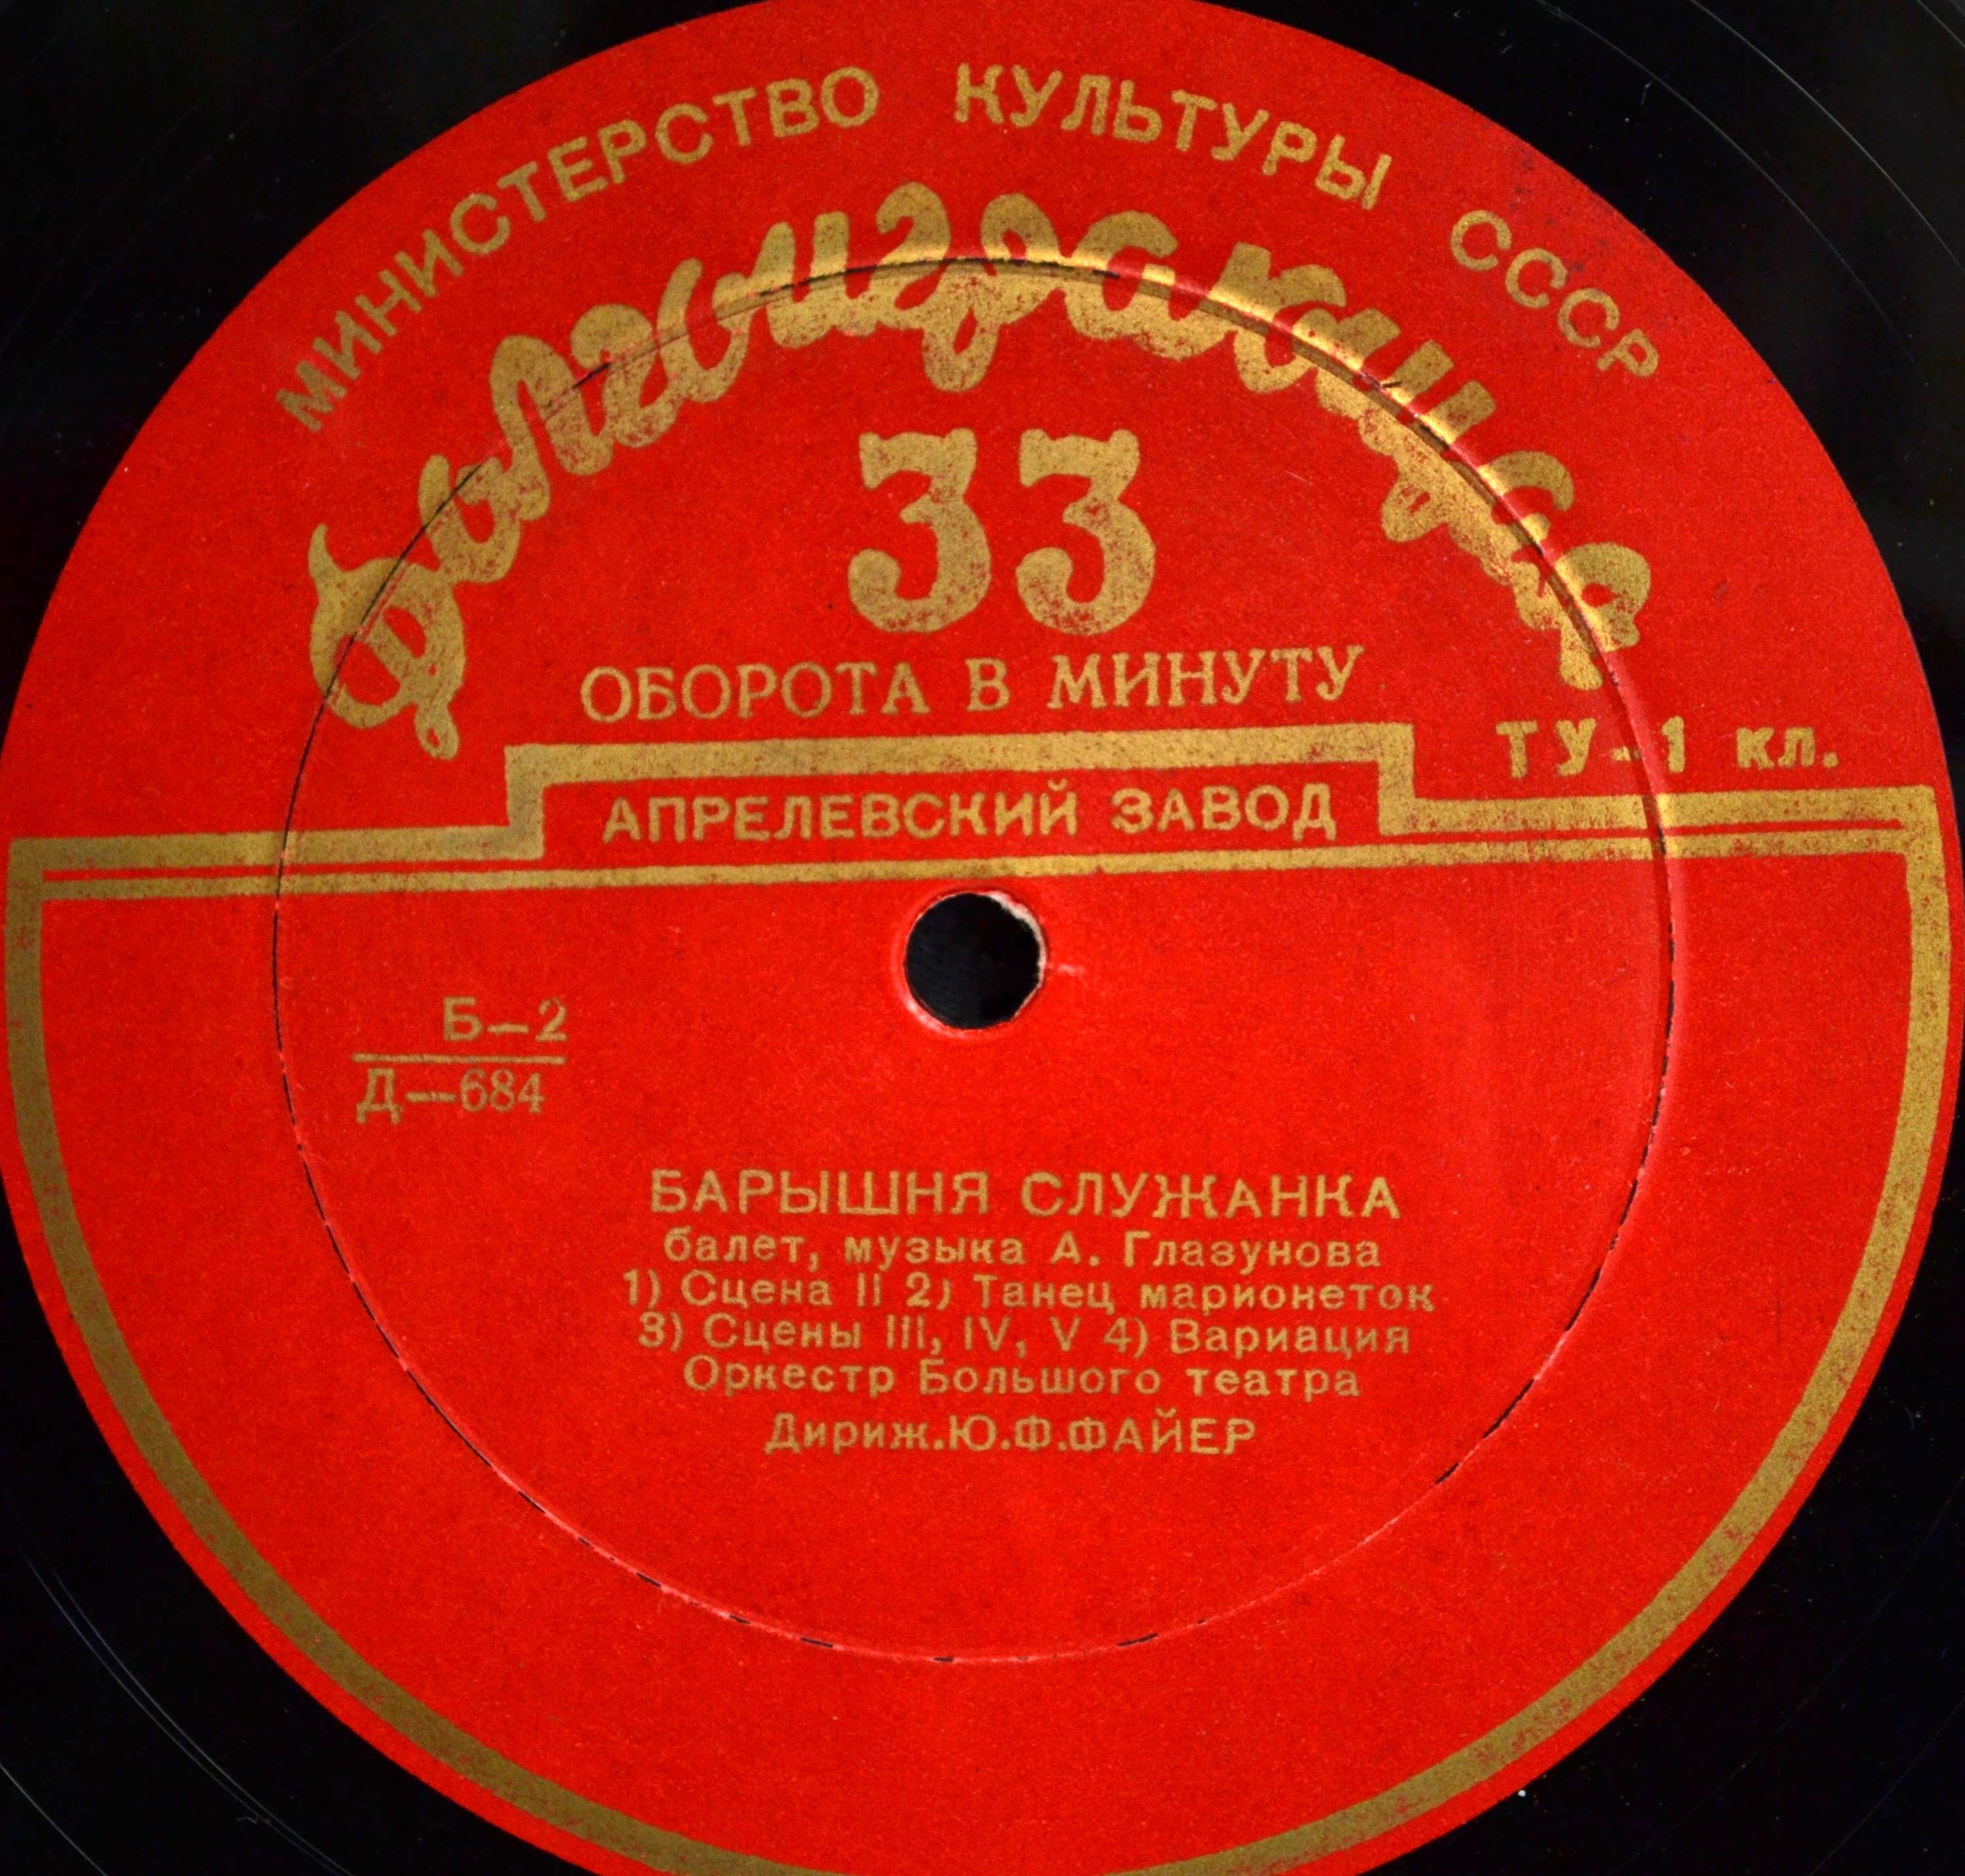 МИНИСТЕРСТВО КУЛЬТУРЫ СССР
Долгоиграющая
33
ОБОРОТА В МИНУТУ
ТУ-1 кл.
АПРЕЛЕВСКИЙ ЗАВОД
Б—2
Д—684
БАРЫШНЯ СЛУЖАНКА
балет, музыка А. Глазунова
1) Сцена II 2) Танец марионеток
3) Сцены III, IV, V 4) Вариация
Оркестр Большого театра
Дириж.Ю.Ф.ФАЙЕР